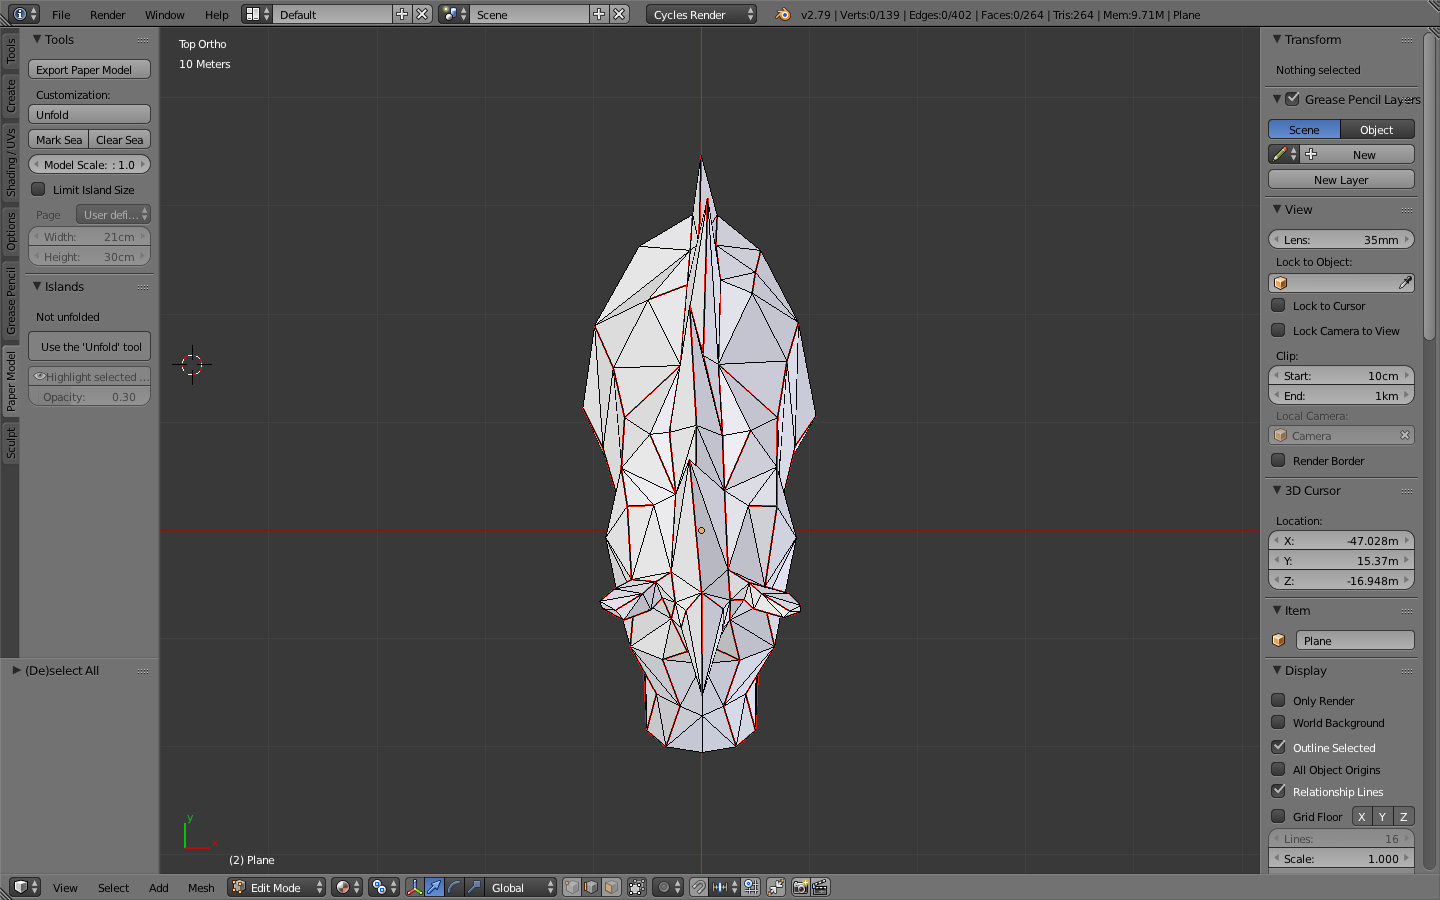 File Render Window Help Default Scene Cycles Render v2.79 | Verts:0/139 | Edges:0/402 | Faces:0/264 | Tris:264 | Mem:9.71M | Plane
Tools
Create
Shading / UVs
Options
Grease Pencil
Paper Model
Sculpt
Tools
Export Paper Model
Customization:
Unfold
Mark Sea Clear Sea
Model Scale: : 1.0
Limit Island Size
Page User defi...
Width: 21cm
Height: 30cm
Islands
Not unfolded
Use the 'Unfold' tool
Highlight selected ...
Opacity: 0.30
(De)select All
Top Ortho
10 Meters
y
x
(2) Plane
Transform
Nothing selected
Grease Pencil Layers
Scene Object
New
New Layer
View
Lens: 35mm
Lock to Object:
Lock to Cursor
Lock Camera to View
Clip:
Start: 10cm
End: 1km
Local Camera:
Camera
Render Border
3D Cursor
Location:
X: -47.028m
Y: 15.37m
Z: -16.948m
Item
Plane
Display
Only Render
World Background
Outline Selected
All Object Origins
Relationship Lines
Grid Floor X Y Z
Lines: 16
Scale: 1.000
View Select Add Mesh Edit Mode Global